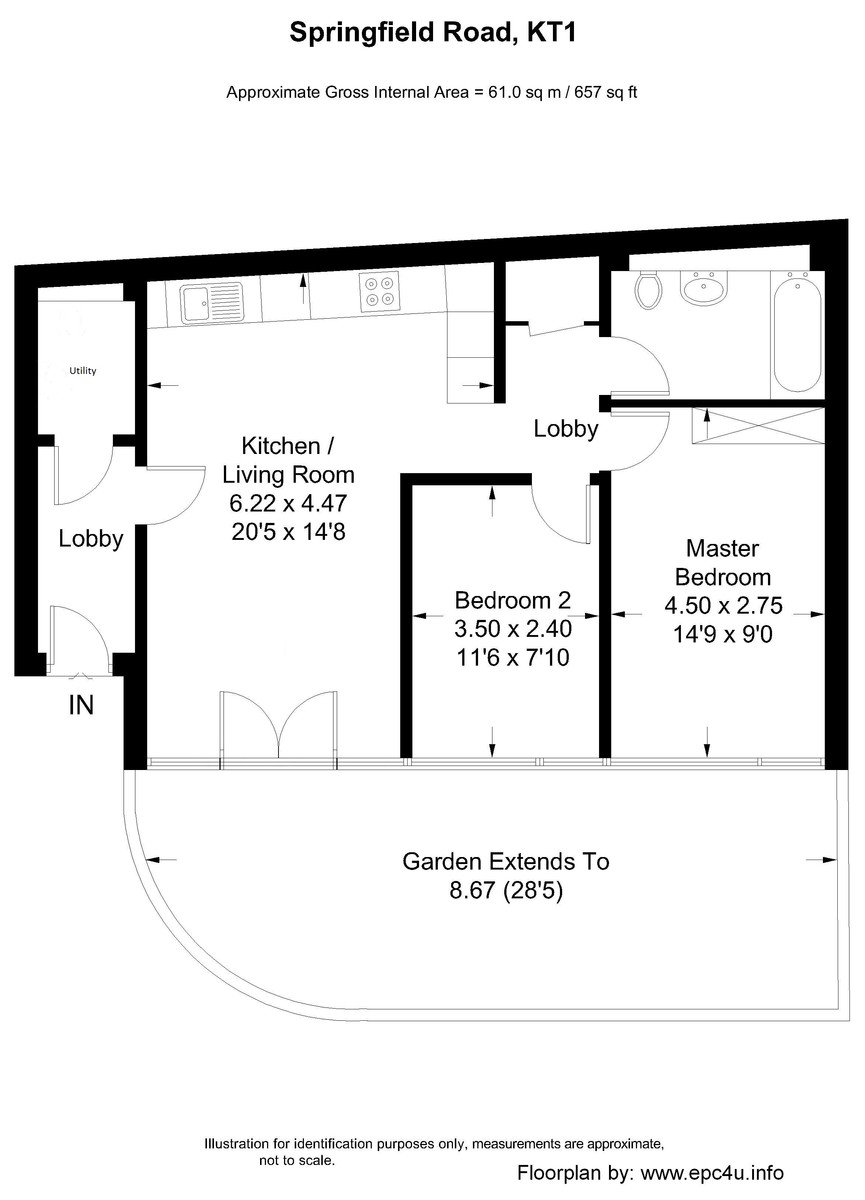 Springfield Road, KT1
Approximate Gross Internal Area = 61.0 sq m / 657 sq ft
Utility
Lobby
Kitchen /
Living Room
6.22 x 4.47
20'5 x 14'8
Lobby
Master
Bedroom
4.50 x 2.75
14'9 x 9'0
Bedroom 2
3.50 x 2.40
11'6 x 7'10
IN
Garden Extends To
8.67 (28'5)
Illustration for identification purposes only, measurements are approximate,
not to scale.
Floorplan by: www.epc4u.info